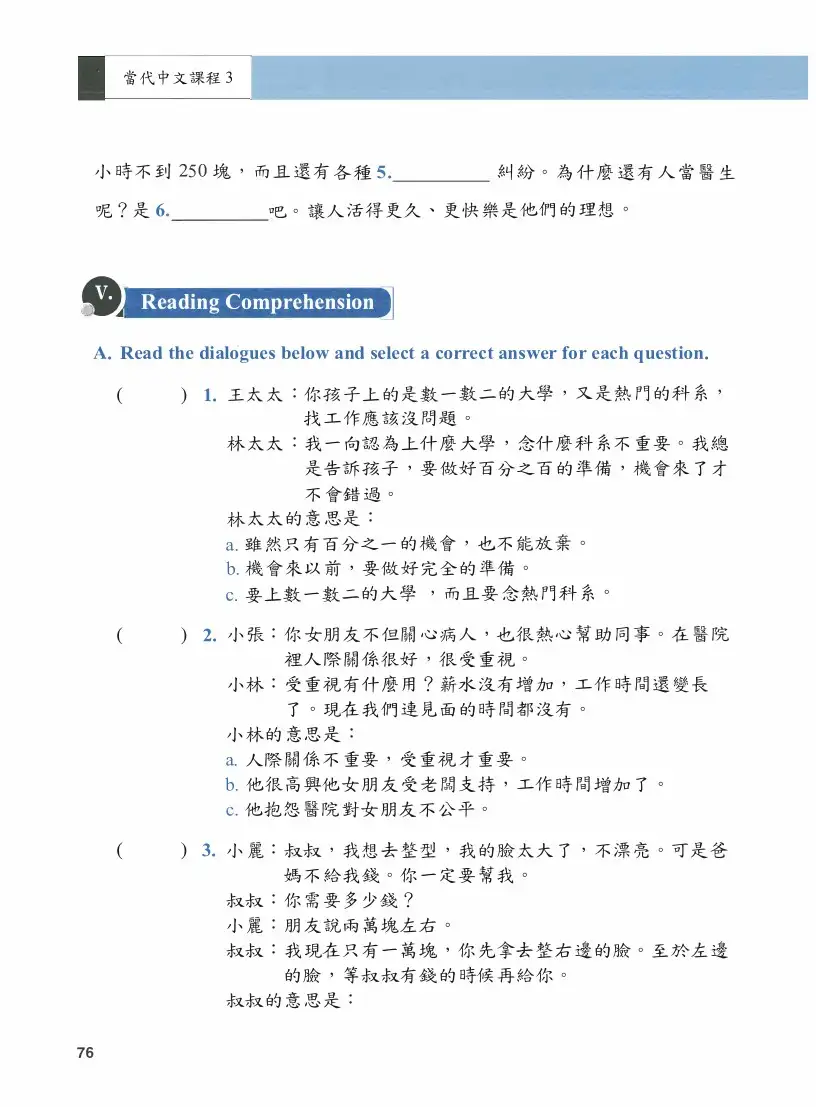 當代中文課程 3
小時不到 250 塊,而且還有各種 5.__________ 糾紛。為什麼還有人當醫生
呢?是 6.__________吧。讓人活得更久、更快樂是他們的理想。
V. Reading Comprehension
A. Read the dialogues below and select a correct answer for each question.
(      ) 1. 王太太:你孩子上的是數一數二的大學,又是熱門的科系,
找工作應該沒問題。
林太太:我一向認為上什麼大學,念什麼科系不重要。我總
是告訴孩子,要做好百分之百的準備,機會來了才
不會錯過。
林太太的意思是:
a. 雖然只有百分之一的機會,也不能放棄。
b. 機會來以前,要做好完全的準備。
c. 要上數一數二的大學 ,而且要念熱門科系。
(      ) 2. 小張:你女朋友不但關心病人,也很熱心幫助同事。在醫院
裡人際關係很好,很受重視。
小林:受重視有什麼用?薪水沒有增加,工作時間還變長
了。現在我們連見面的時間都沒有。
小林的意思是:
a. 人際關係不重要,受重視才重要。
b. 他很高興他女朋友受老闆支持,工作時間增加了。
c. 他抱怨醫院對女朋友不公平。
(      ) 3. 小麗:叔叔,我想去整型,我的臉太大了,不漂亮。可是爸
媽不給我錢。你一定要幫我。
叔叔:你需要多少錢?
小麗:朋友說兩萬塊左右。
叔叔:我現在只有一萬塊,你先拿去整右邊的臉。至於左邊
的臉,等叔叔有錢的時候再給你。
叔叔的意思是:
76